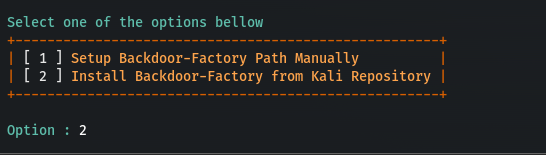 Select one of the options bellow
+------------------------------------------------------+
| [ 1 ] Setup Backdoor-Factory Path Manually |
| [ 2 ] Install Backdoor-Factory from Kali Repository |
+------------------------------------------------------+
Option : 2